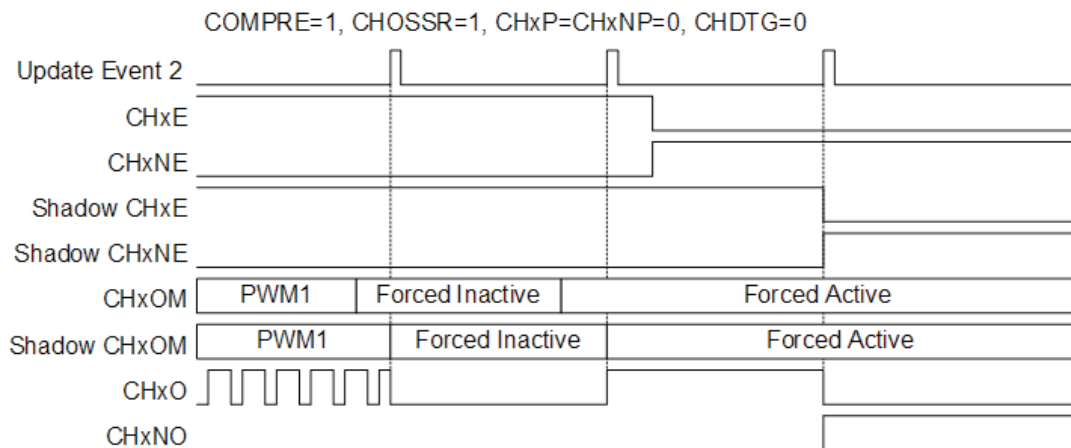 COMPRE=1, CHOSSR=1, CHxP=CHxNP=0, CHDTG=0
Update Event 2
CHxE
CHxNE
Shadow CHxE
Shadow CHxNE
CHxOM PWM1 Forced Inactive Forced Active
Shadow CHxOM PWM1 Forced Inactive Forced Active
CHxO
CHxNO